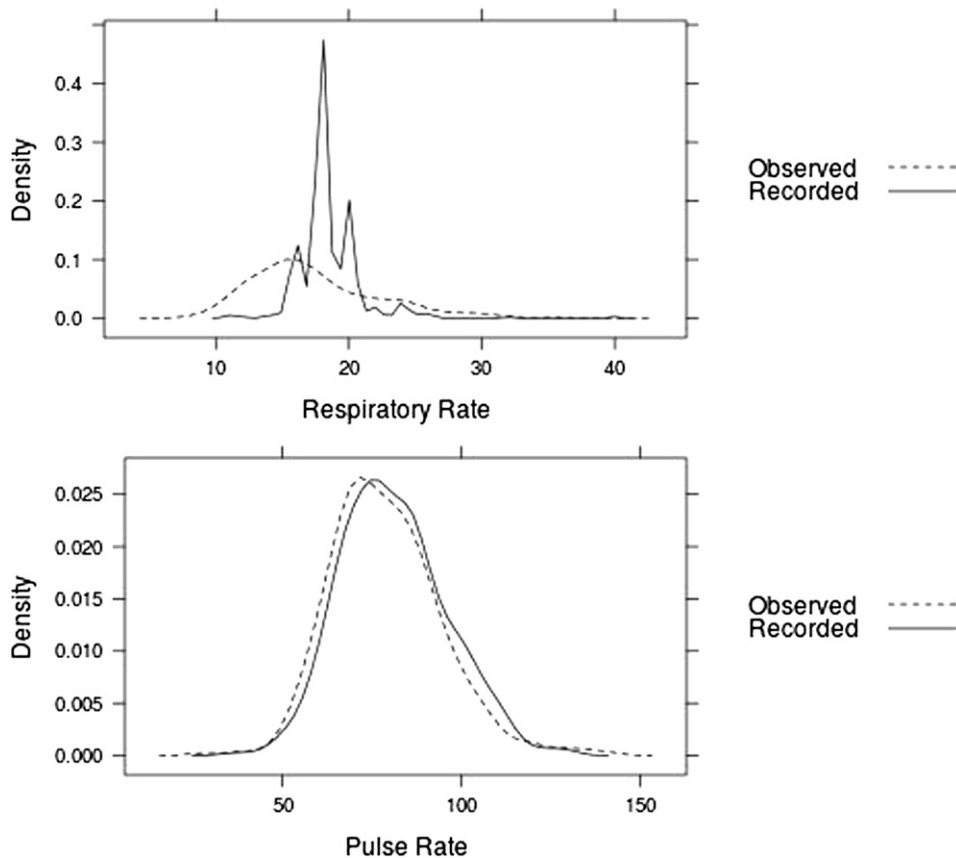 0.4
0.3
0.2
0.1
0.0
Density
10 20 30 40
Respiratory Rate
Observed
Recorded
0.025
0.020
0.015
0.010
0.005
0.000
Density
50 100 150
Pulse Rate
Observed
Recorded